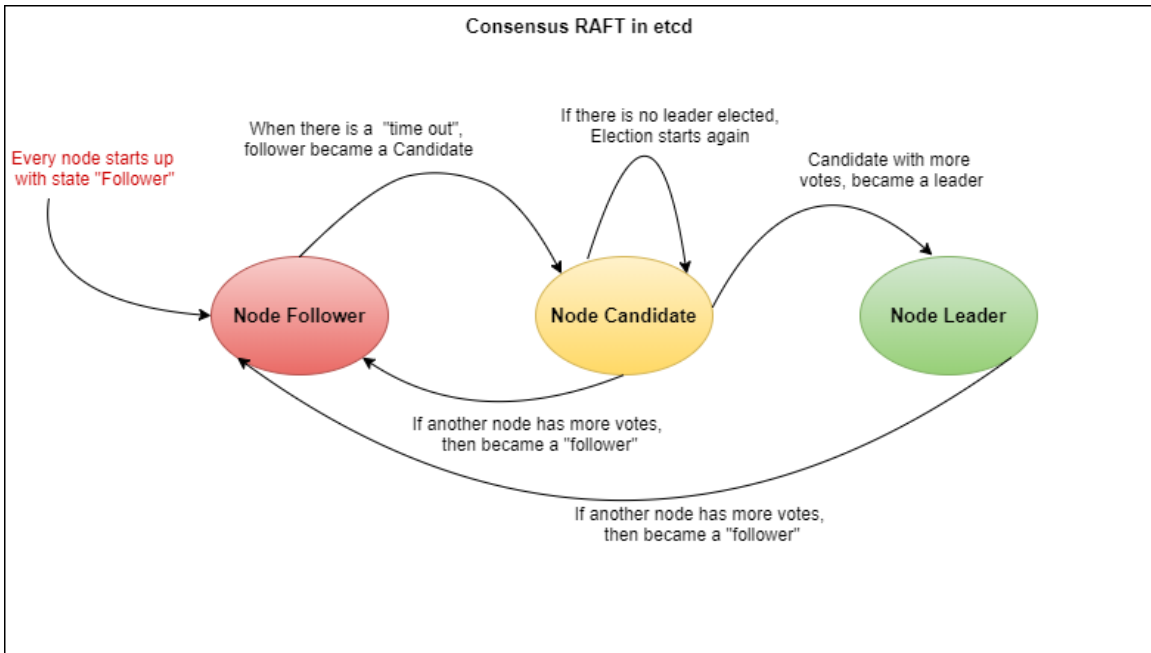 Consensus RAFT in etcd
If there is no leader elected,
Election starts again
When there is a "time out",
follower became a Candidate
Every node starts up
with state "Follower"
Candidate with more
votes, became a leader
Node Follower
Node Candidate
Node Leader
If another node has more votes,
then became a "follower"
If another node has more votes,
then became a "follower"